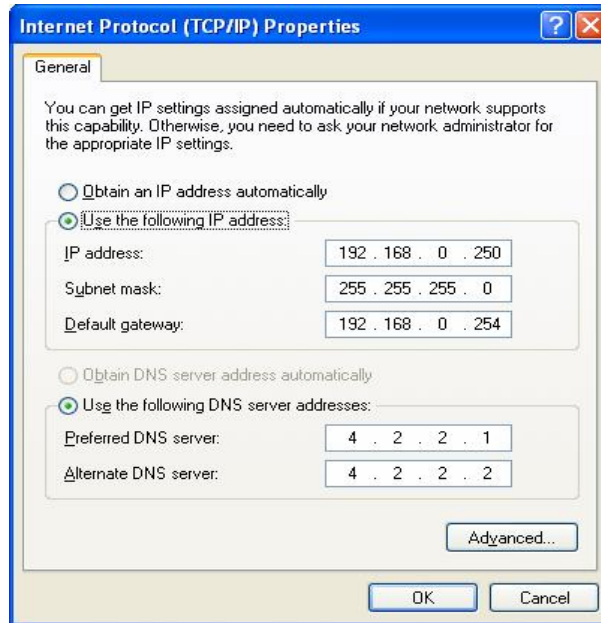 Internet Protocol (TCP/IP) Properties
?
General
You can get IP settings assigned automatically if your network supports
this capability. Otherwise, you need to ask your network administrator for
the appropriate IP settings.
Obtain an IP address automatically
Use the following IP address:
IP address: 192 . 168 . 0 . 250
Subnet mask: 255 . 255 . 255 . 0
Default gateway: 192 . 168 . 0 . 254
Obtain DNS server address automatically
Use the following DNS server addresses:
Preferred DNS server: 4 . 2 . 2 . 1
Alternate DNS server: 4 . 2 . 2 . 2
Advanced...
OK Cancel